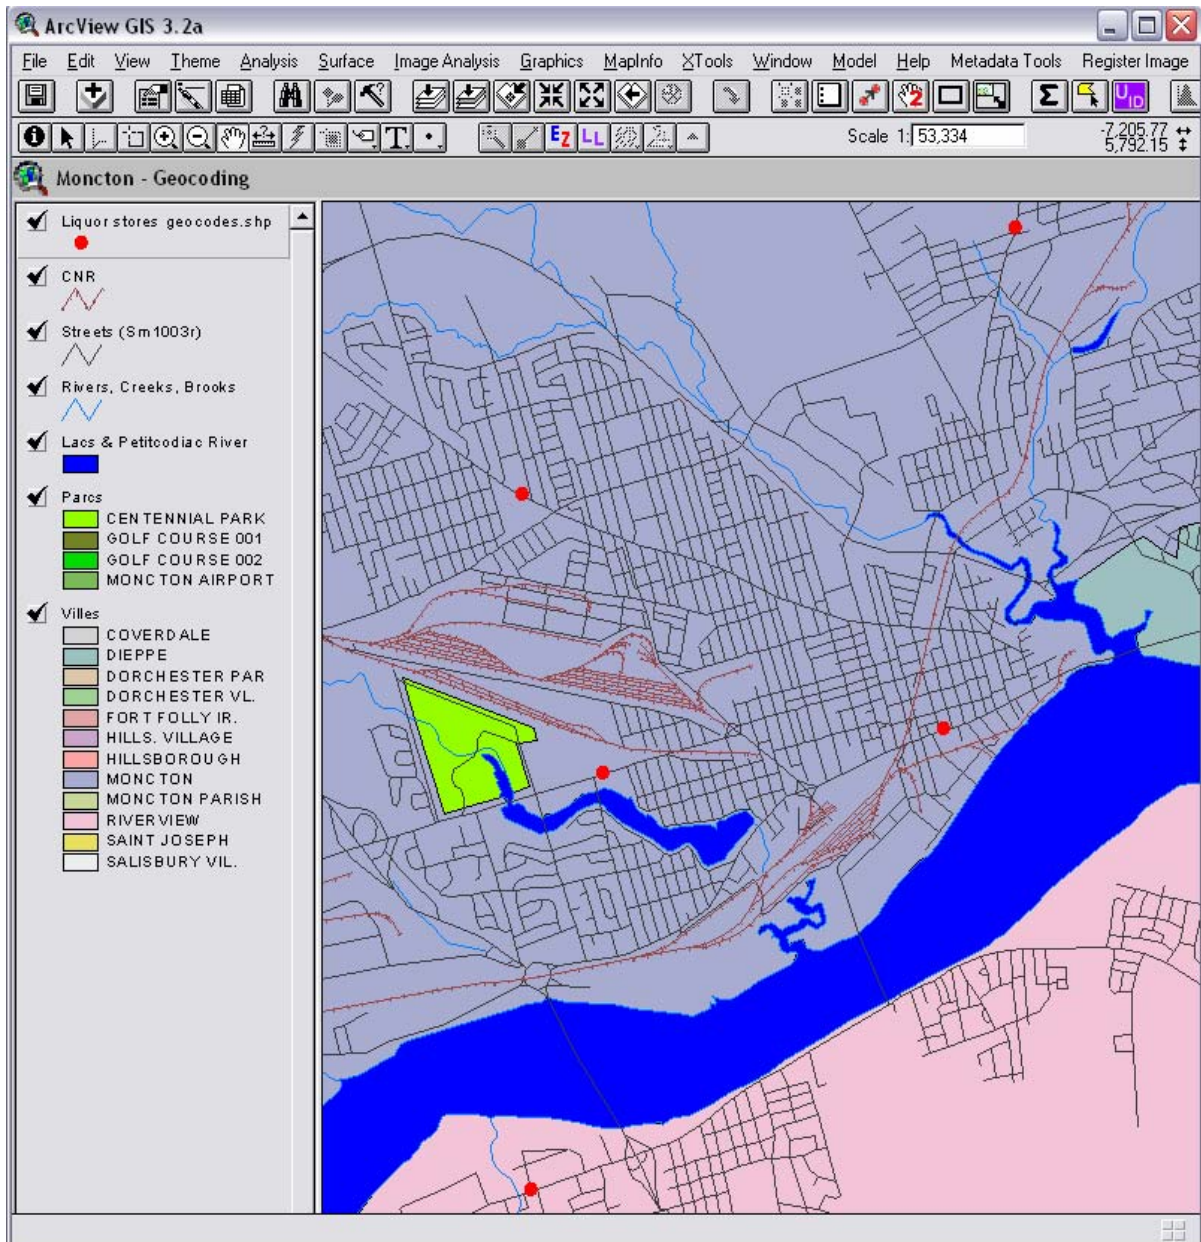 ArcView GIS 3.2a
File Edit View Theme Analysis Surface Image Analysis Graphics MapInfo XTools Window Model Help Metadata Tools Register Image
Σ UID
T EZ LL Scale 1: 53,334 -7,205.77
5,792.15
Moncton - Geocoding
Liquor stores geocodes.shp
CNR
Streets (Sm1003r)
Rivers, Creeks, Brooks
Lacs & Petitcodiac River
Parcs
CENTENNIAL PARK
GOLF COURSE 001
GOLF COURSE 002
MONCTON AIRPORT
Villes
COVERDALE
DIEPPE
DORCHESTER PAR
DORCHESTER VL.
FORT FOLLY IR.
HILLS. VILLAGE
HILLSBOROUGH
MONCTON
MONCTON PARISH
RIVERVIEW
SAINT JOSEPH
SALISBURY VIL.